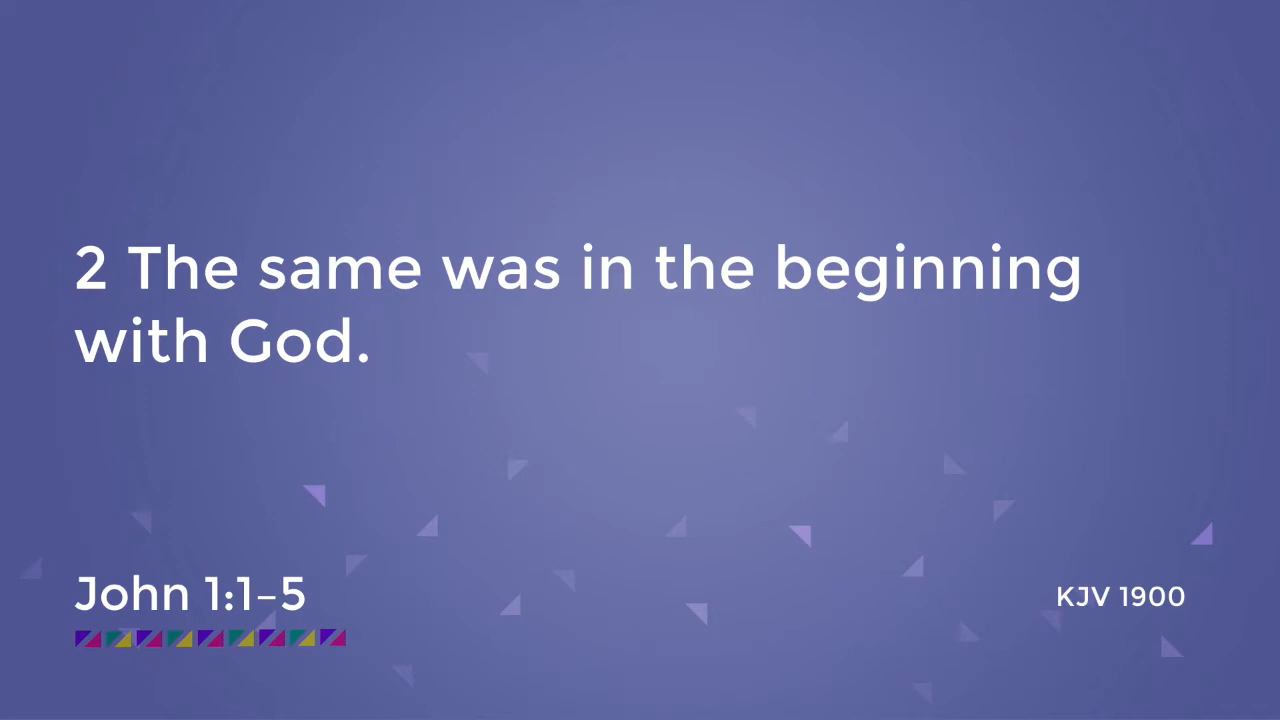 2 The same was in the beginning
with God.
John 1:1–5
KJV 1900